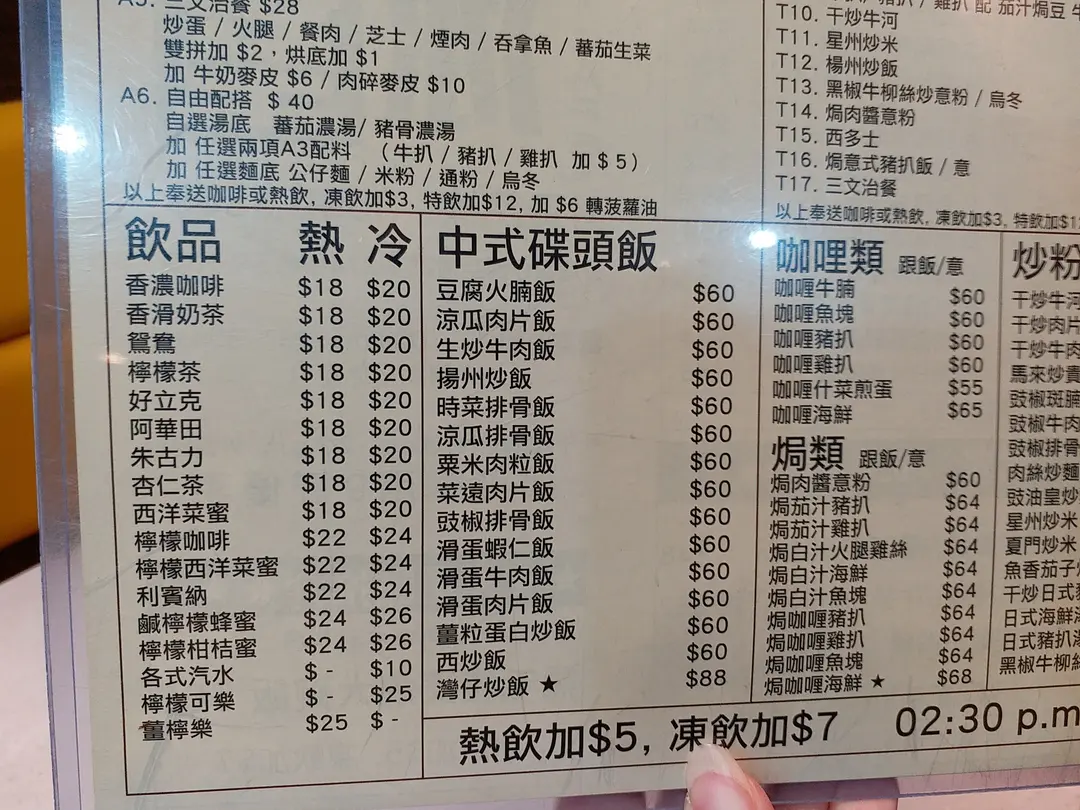 A5. 三文治餐 $28
炒蛋 / 火腿 / 餐肉 / 芝士 / 煙肉 / 吞拿魚 / 蕃茄生菜
雙拼加 $2，烘底加 $1
加 牛奶麥皮 $6 / 肉碎麥皮 $10
A6. 自由配搭 $ 40
自選湯底 蕃茄濃湯/ 豬骨濃湯
加 任選兩項A3配料 （牛扒 / 豬扒 / 雞扒 加 $ 5）
加 任選麵底 公仔麵 / 米粉 / 通粉 / 烏冬
以上奉送咖啡或熱飲, 凍飲加$3, 特飲加$12, 加 $6 轉菠蘿油
豬扒 / 雞扒 配 茄汁焗豆
T10. 干炒牛河
T11. 星州炒米
T12. 楊州炒飯
T13. 黑椒牛柳絲炒意粉 / 烏冬
T14. 焗肉醬意粉
T15. 西多士
T16. 焗意式豬扒飯 / 意
T17. 三文治餐
以上奉送咖啡或熱飲, 凍飲加$3, 特飲加$1
飲品 熱 冷
香濃咖啡 $18 $20
香滑奶茶 $18 $20
鴛鴦 $18 $20
檸檬茶 $18 $20
好立克 $18 $20
阿華田 $18 $20
朱古力 $18 $20
杏仁茶 $18 $20
西洋菜蜜 $18 $20
檸檬咖啡 $22 $24
檸檬西洋菜蜜 $22 $24
利賓納 $22 $24
鹹檸檬蜂蜜 $24 $26
檸檬柑桔蜜 $24 $26
各式汽水 $ - $10
檸檬可樂 $ - $25
薑檸樂 $25 $ -
中式碟頭飯
豆腐火腩飯 $60
涼瓜肉片飯 $60
生炒牛肉飯 $60
揚州炒飯 $60
時菜排骨飯 $60
涼瓜排骨飯 $60
粟米肉粒飯 $60
菜遠肉片飯 $60
豉椒排骨飯 $60
滑蛋蝦仁飯 $60
滑蛋牛肉飯 $60
滑蛋肉片飯 $60
薑粒蛋白炒飯 $60
西炒飯 $60
灣仔炒飯 ★ $88
咖哩類 跟飯/意
咖喱牛腩 $60
咖喱魚塊 $60
咖喱豬扒 $60
咖喱雞扒 $60
咖喱什菜煎蛋 $55
咖喱海鮮 $65
焗類 跟飯/意
焗肉醬意粉 $60
焗茄汁豬扒 $64
焗茄汁雞扒 $64
焗白汁火腿雞絲 $64
焗白汁海鮮 $64
焗白汁魚塊 $64
焗咖喱豬扒 $64
焗咖喱雞扒 $64
焗咖喱魚塊 $64
焗咖喱海鮮 ★ $68
炒粉
干炒牛河
干炒肉片
干炒牛肉
馬來炒貴
豉椒斑腩
豉椒牛肉
豉椒排骨
肉絲炒麵
豉油皇炒
星州炒米
夏門炒米
魚香茄子
干炒日式
日式海鮮
日式豬扒
黑椒牛柳絲
熱飲加$5, 凍飲加$7 02:30 p.m